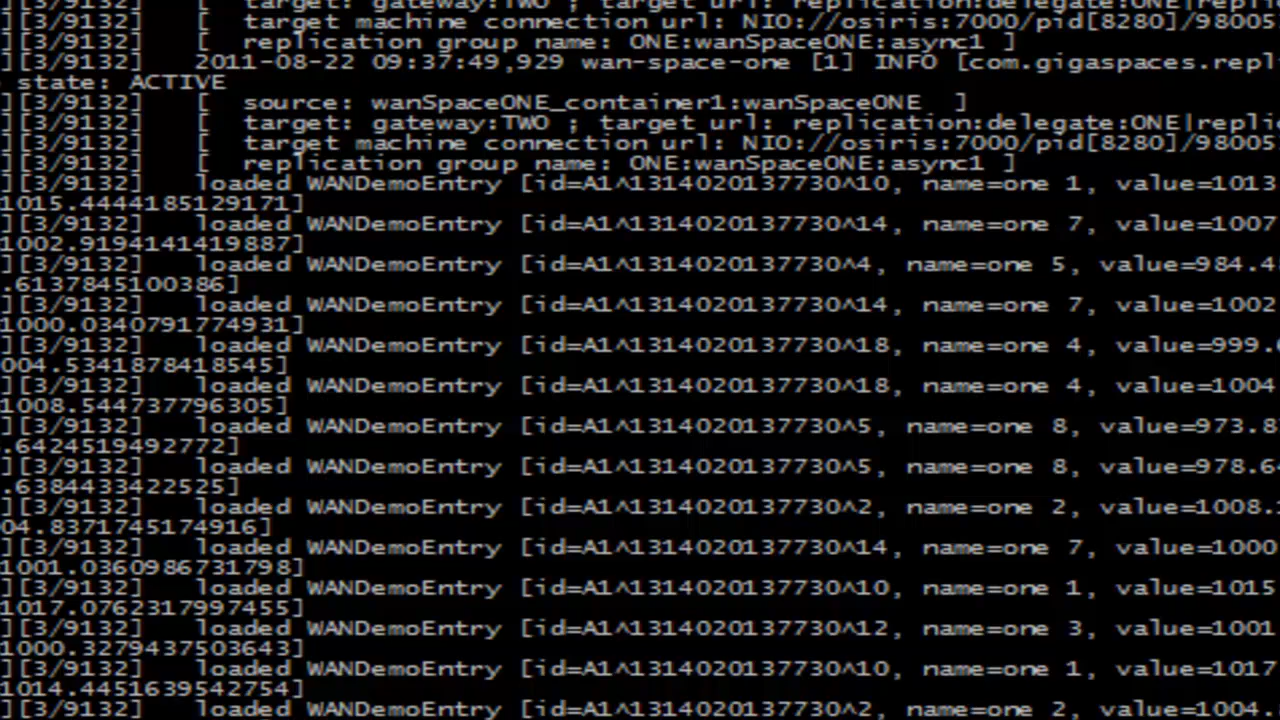 ][3/9132]    [  target: gateway:TWO ; target url: replication:delegate:ONE|replic
][3/9132]    [  target machine connection url: NIO://osiris:7000/pid[8280]/98005
][3/9132]    [  replication group name: ONE:wanSpaceONE:async1 ]
][3/9132]    2011-08-22 09:37:49,929 wan-space-one [1] INFO [com.gigaspaces.repl
state: ACTIVE
][3/9132]    [  source: wanSpaceONE_container1:wanSpaceONE  ]
][3/9132]    [  target: gateway:TWO ; target url: replication:delegate:ONE|replic
][3/9132]    [  target machine connection url: NIO://osiris:7000/pid[8280]/98005
][3/9132]    [  replication group name: ONE:wanSpaceONE:async1 ]
][3/9132]    loaded WANDemoEntry [id=A1^1314020137730^10, name=one 1, value=1013
1015.4444185129171]
][3/9132]    loaded WANDemoEntry [id=A1^1314020137730^14, name=one 7, value=1007
1002.9194141419887]
][3/9132]    loaded WANDemoEntry [id=A1^1314020137730^4, name=one 5, value=984.4
.6137845100386]
][3/9132]    loaded WANDemoEntry [id=A1^1314020137730^14, name=one 7, value=1002
1000.0340791774931]
][3/9132]    loaded WANDemoEntry [id=A1^1314020137730^18, name=one 4, value=999.
004.5341878418545]
][3/9132]    loaded WANDemoEntry [id=A1^1314020137730^18, name=one 4, value=1004
1008.544737796305]
][3/9132]    loaded WANDemoEntry [id=A1^1314020137730^5, name=one 8, value=973.8
.6424519492772]
][3/9132]    loaded WANDemoEntry [id=A1^1314020137730^5, name=one 8, value=978.6
.6384433422525]
][3/9132]    loaded WANDemoEntry [id=A1^1314020137730^2, name=one 2, value=1008.
04.8371745174916]
][3/9132]    loaded WANDemoEntry [id=A1^1314020137730^14, name=one 7, value=1000
1001.0360986731798]
][3/9132]    loaded WANDemoEntry [id=A1^1314020137730^10, name=one 1, value=1015
1017.0762317997455]
][3/9132]    loaded WANDemoEntry [id=A1^1314020137730^12, name=one 3, value=1001
1000.3279437503643]
][3/9132]    loaded WANDemoEntry [id=A1^1314020137730^10, name=one 1, value=1017
1014.4451639542754]
][3/9132]    loaded WANDemoEntry [id=A1^1314020137730^2, name=one 2, value=1004.